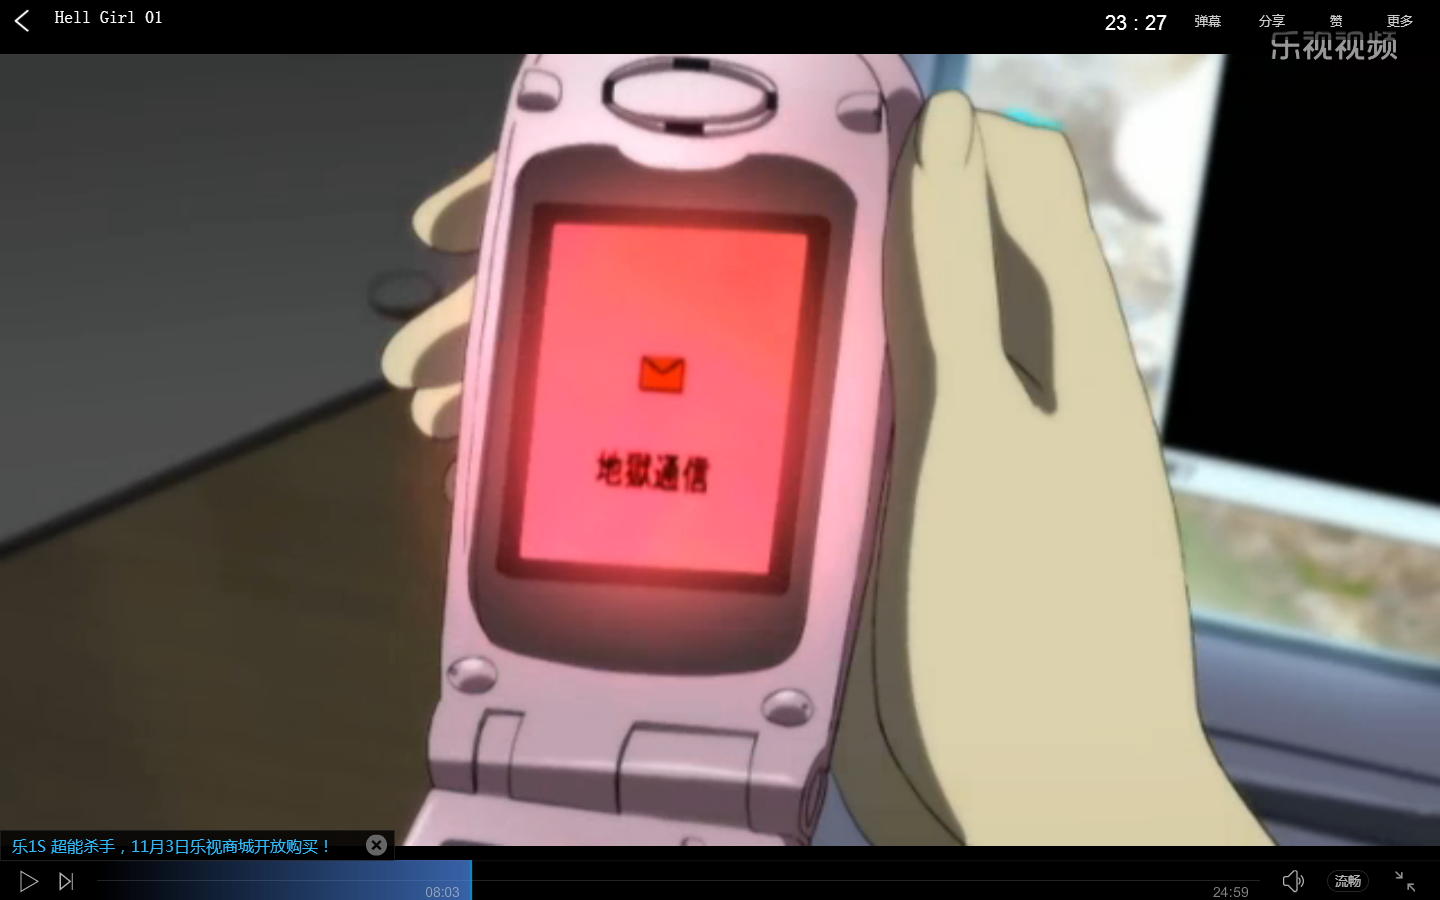 Hell Girl 01
23 : 27
弹幕
分享
赞
更多
乐视视频
地獄通信
乐1S 超能杀手，11月3日乐视商城开放购买！
08:03
24:59
流畅